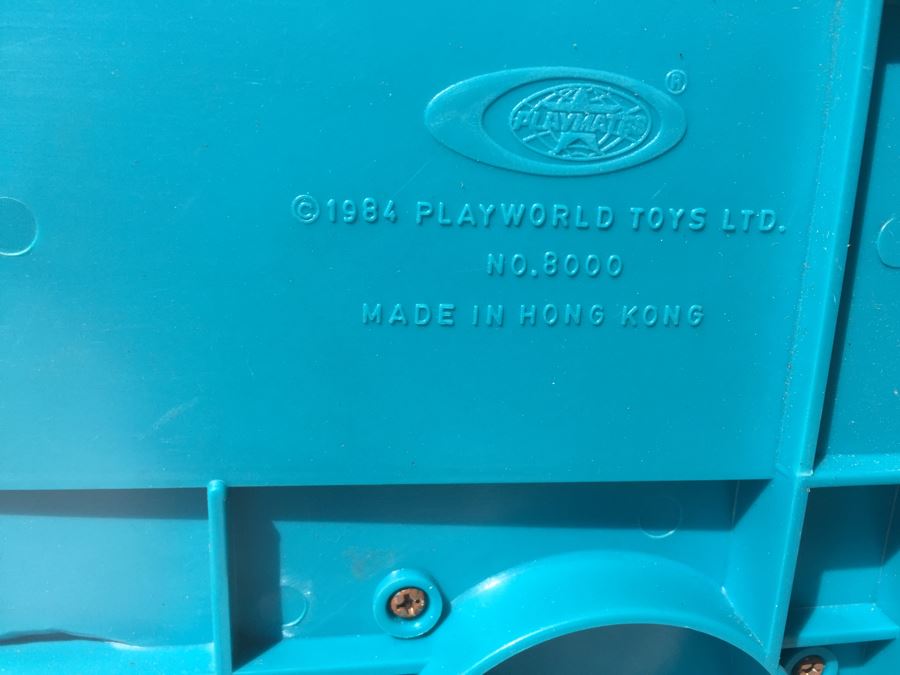 ®
PLAYMATES
©1984 PLAYWORLD TOYS LTD.
NO.8000
MADE IN HONG KONG